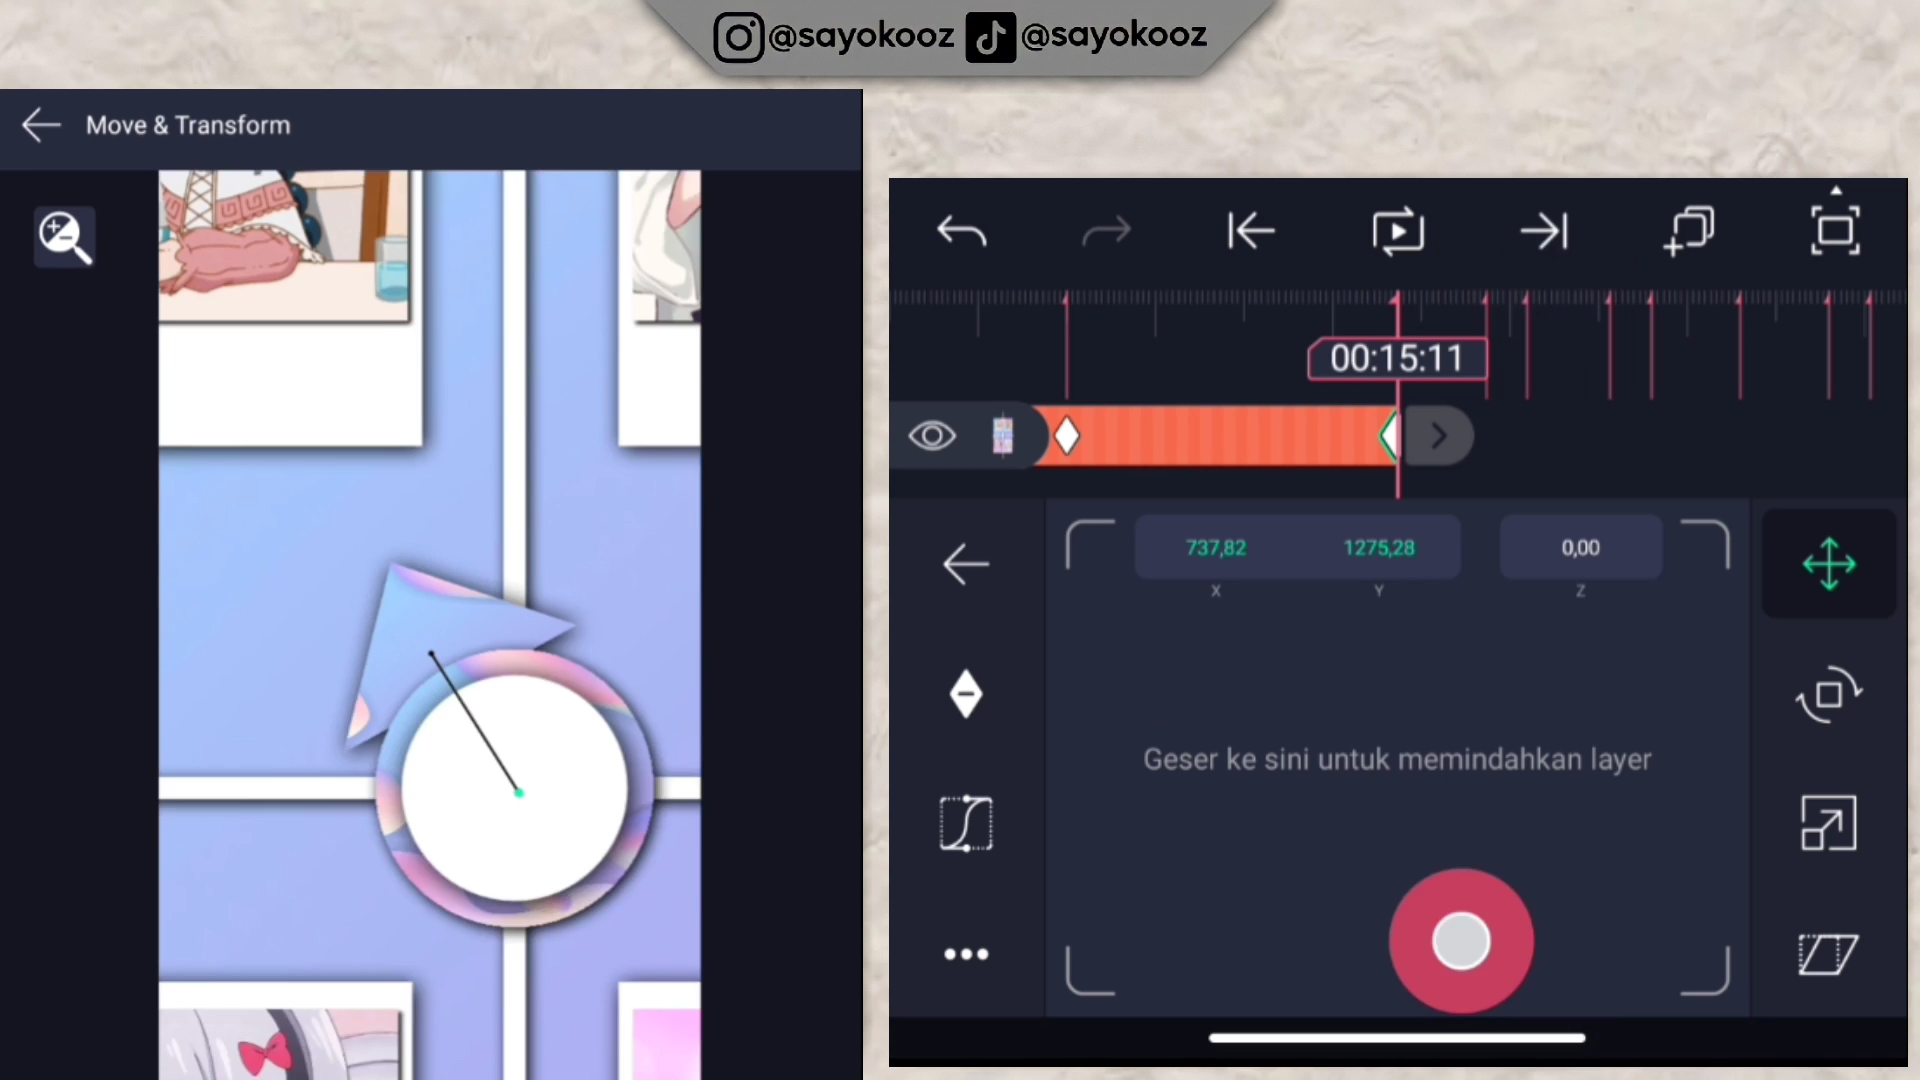 @sayokooz @sayokooz
Move & Transform
00:15:11
737,82 1275,28 0,00
X Y Z
Geser ke sini untuk memindahkan layer